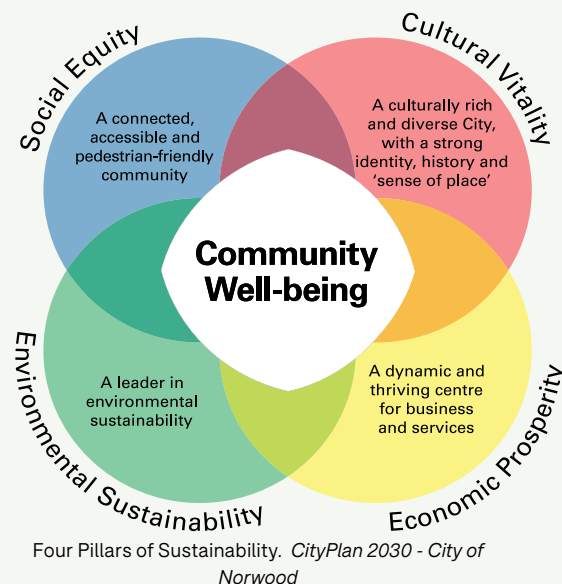 Social Equity
Cultural Vitality
A connected,
accessible and
pedestrian-friendly
community
A culturally rich
and diverse City,
with a strong
identity, history and
‘sense of place’
Community
Well-being
A leader in
environmental
sustainability
A dynamic and
thriving centre
for business
and services
Environmental Sustainability
Economic Prosperity
Four Pillars of Sustainability. CityPlan 2030 - City of
Norwood